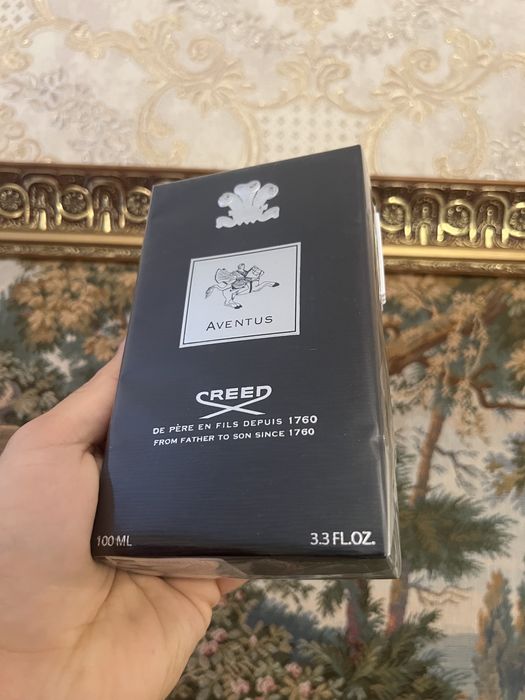 AVENTUS
CREED
DE PÈRE EN FILS DEPUIS 1760
FROM FATHER TO SON SINCE 1760
100 ML
3.3 FL.OZ.